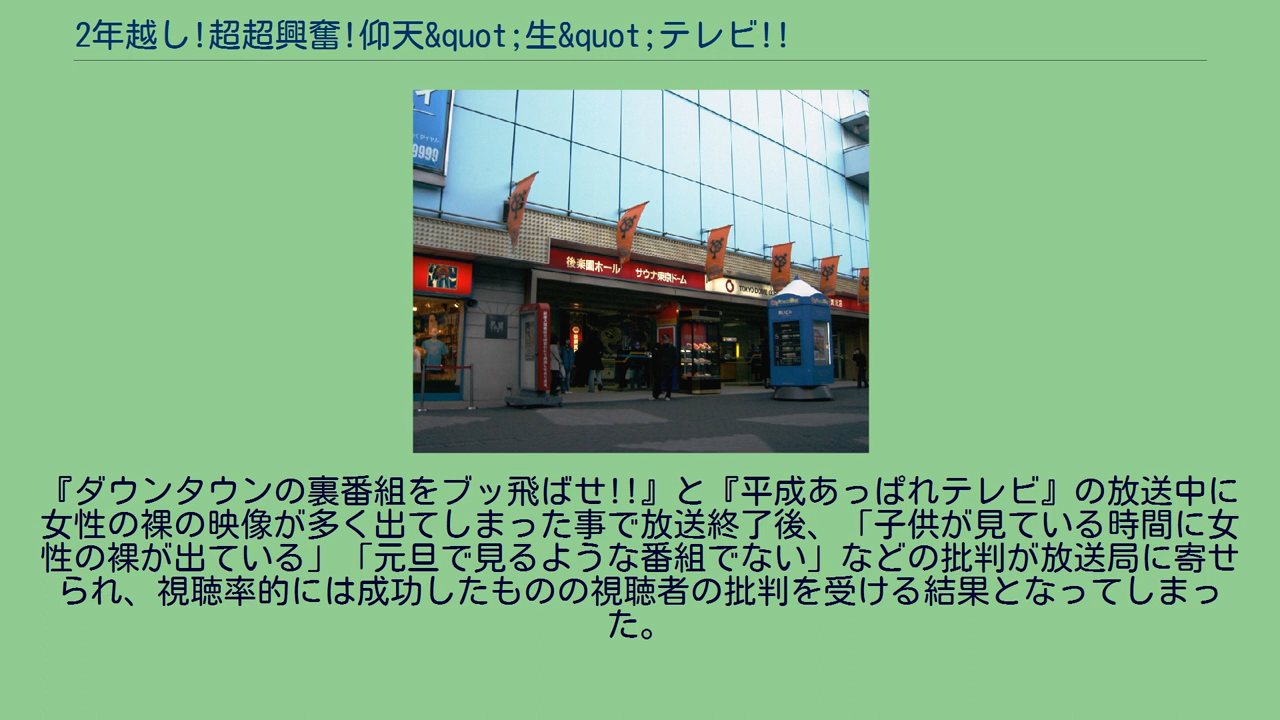 2年越し!超超興奮!仰天&quot;生&quot;テレビ!!
9999
後楽園ホール サウナ東京ドーム
TOKYO DOME
『ダウンタウンの裏番組をブッ飛ばせ!!』と『平成あっぱれテレビ』の放送中に
女性の裸の映像が多く出てしまった事で放送終了後、「子供が見ている時間に女
性の裸が出ている」「元旦で見るような番組でない」などの批判が放送局に寄せ
られ、視聴率的には成功したものの視聴者の批判を受ける結果となってしまっ
た。